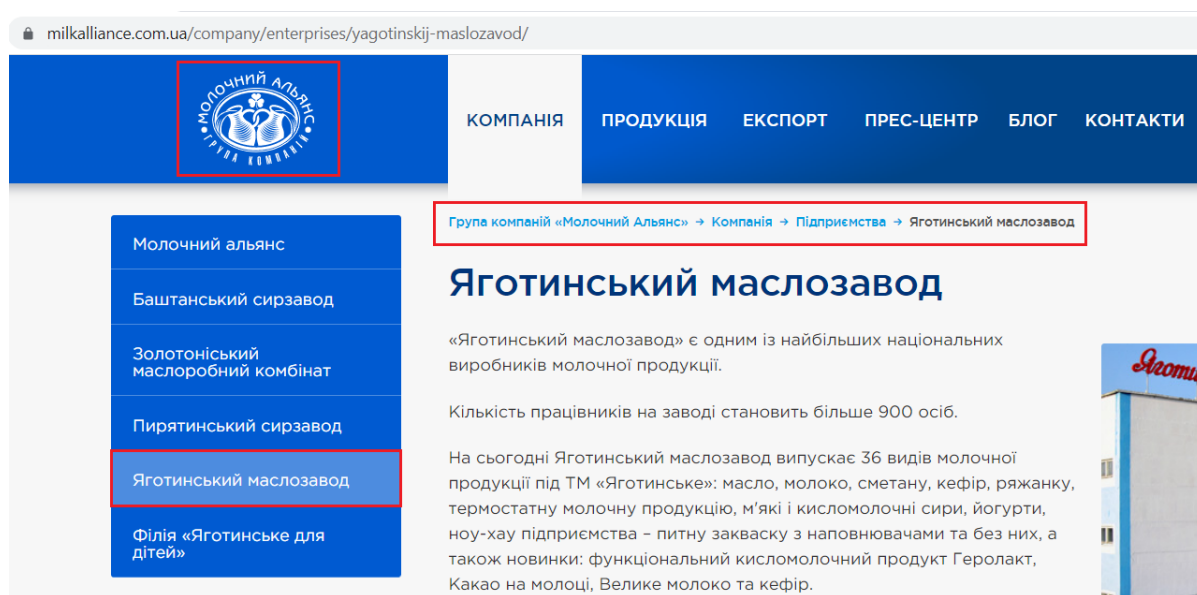 milkalliance.com.ua/company/enterprises/yagotinskij-maslozavod/
МОЛОЧНИЙ АЛЬЯНС
ГРУПА КОМПАНІЙ
КОМПАНІЯ ПРОДУКЦІЯ ЕКСПОРТ ПРЕС-ЦЕНТР БЛОГ КОНТАКТИ
Група компаній «Молочний Альянс» → Компанія → Підприємства → Яготинський маслозавод
Молочний альянс
Баштанський сирзавод
Золотоніський
маслоробний комбінат
Пирятинський сирзавод
Яготинський маслозавод
Філія «Яготинське для
дітей»
Яготинський маслозавод
«Яготинський маслозавод» є одним із найбільших національних
виробників молочної продукції.
Кількість працівників на заводі становить більше 900 осіб.
На сьогодні Яготинський маслозавод випускає 36 видів молочної
продукції під ТМ «Яготинське»: масло, молоко, сметану, кефір, ряжанку,
термостатну молочну продукцію, м'які і кисломолочні сири, йогурти,
ноу-хау підприємства – питну закваску з наповнювачами та без них, а
також новинки: функціональний кисломолочний продукт Геролакт,
Какао на молоці, Велике молоко та кефір.